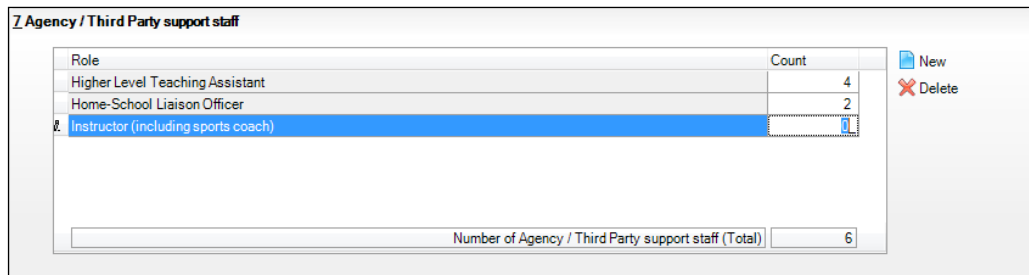 7 Agency / Third Party support staff
Role Count
New
Higher Level Teaching Assistant 4
Delete
Home-School Liaison Officer 2
Instructor (including sports coach) 0
Number of Agency / Third Party support staff (Total) 6